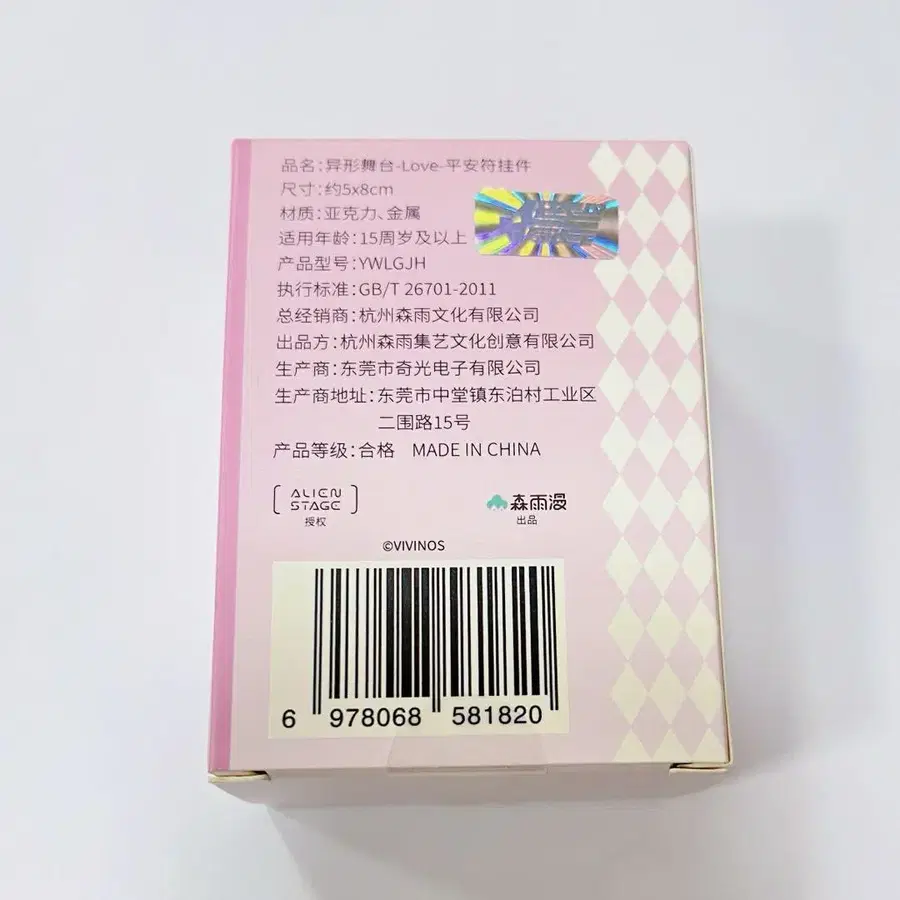 品名:异形舞台-Love-平安符挂件
尺寸:约5x8cm
材质:亚克力、金属
适用年龄:15周岁及以上
产品型号:YWLGJH
执行标准:GB/T 26701-2011
总经销商:杭州森雨文化有限公司
出品方:杭州森雨集艺文化创意有限公司
生产商:东莞市奇光电子有限公司
生产商地址:东莞市中堂镇东泊村工业区
二围路15号
产品等级:合格 MADE IN CHINA
ALIEN
STAGE
授权
森雨漫
出品
©VIVINOS
6 978068 581820